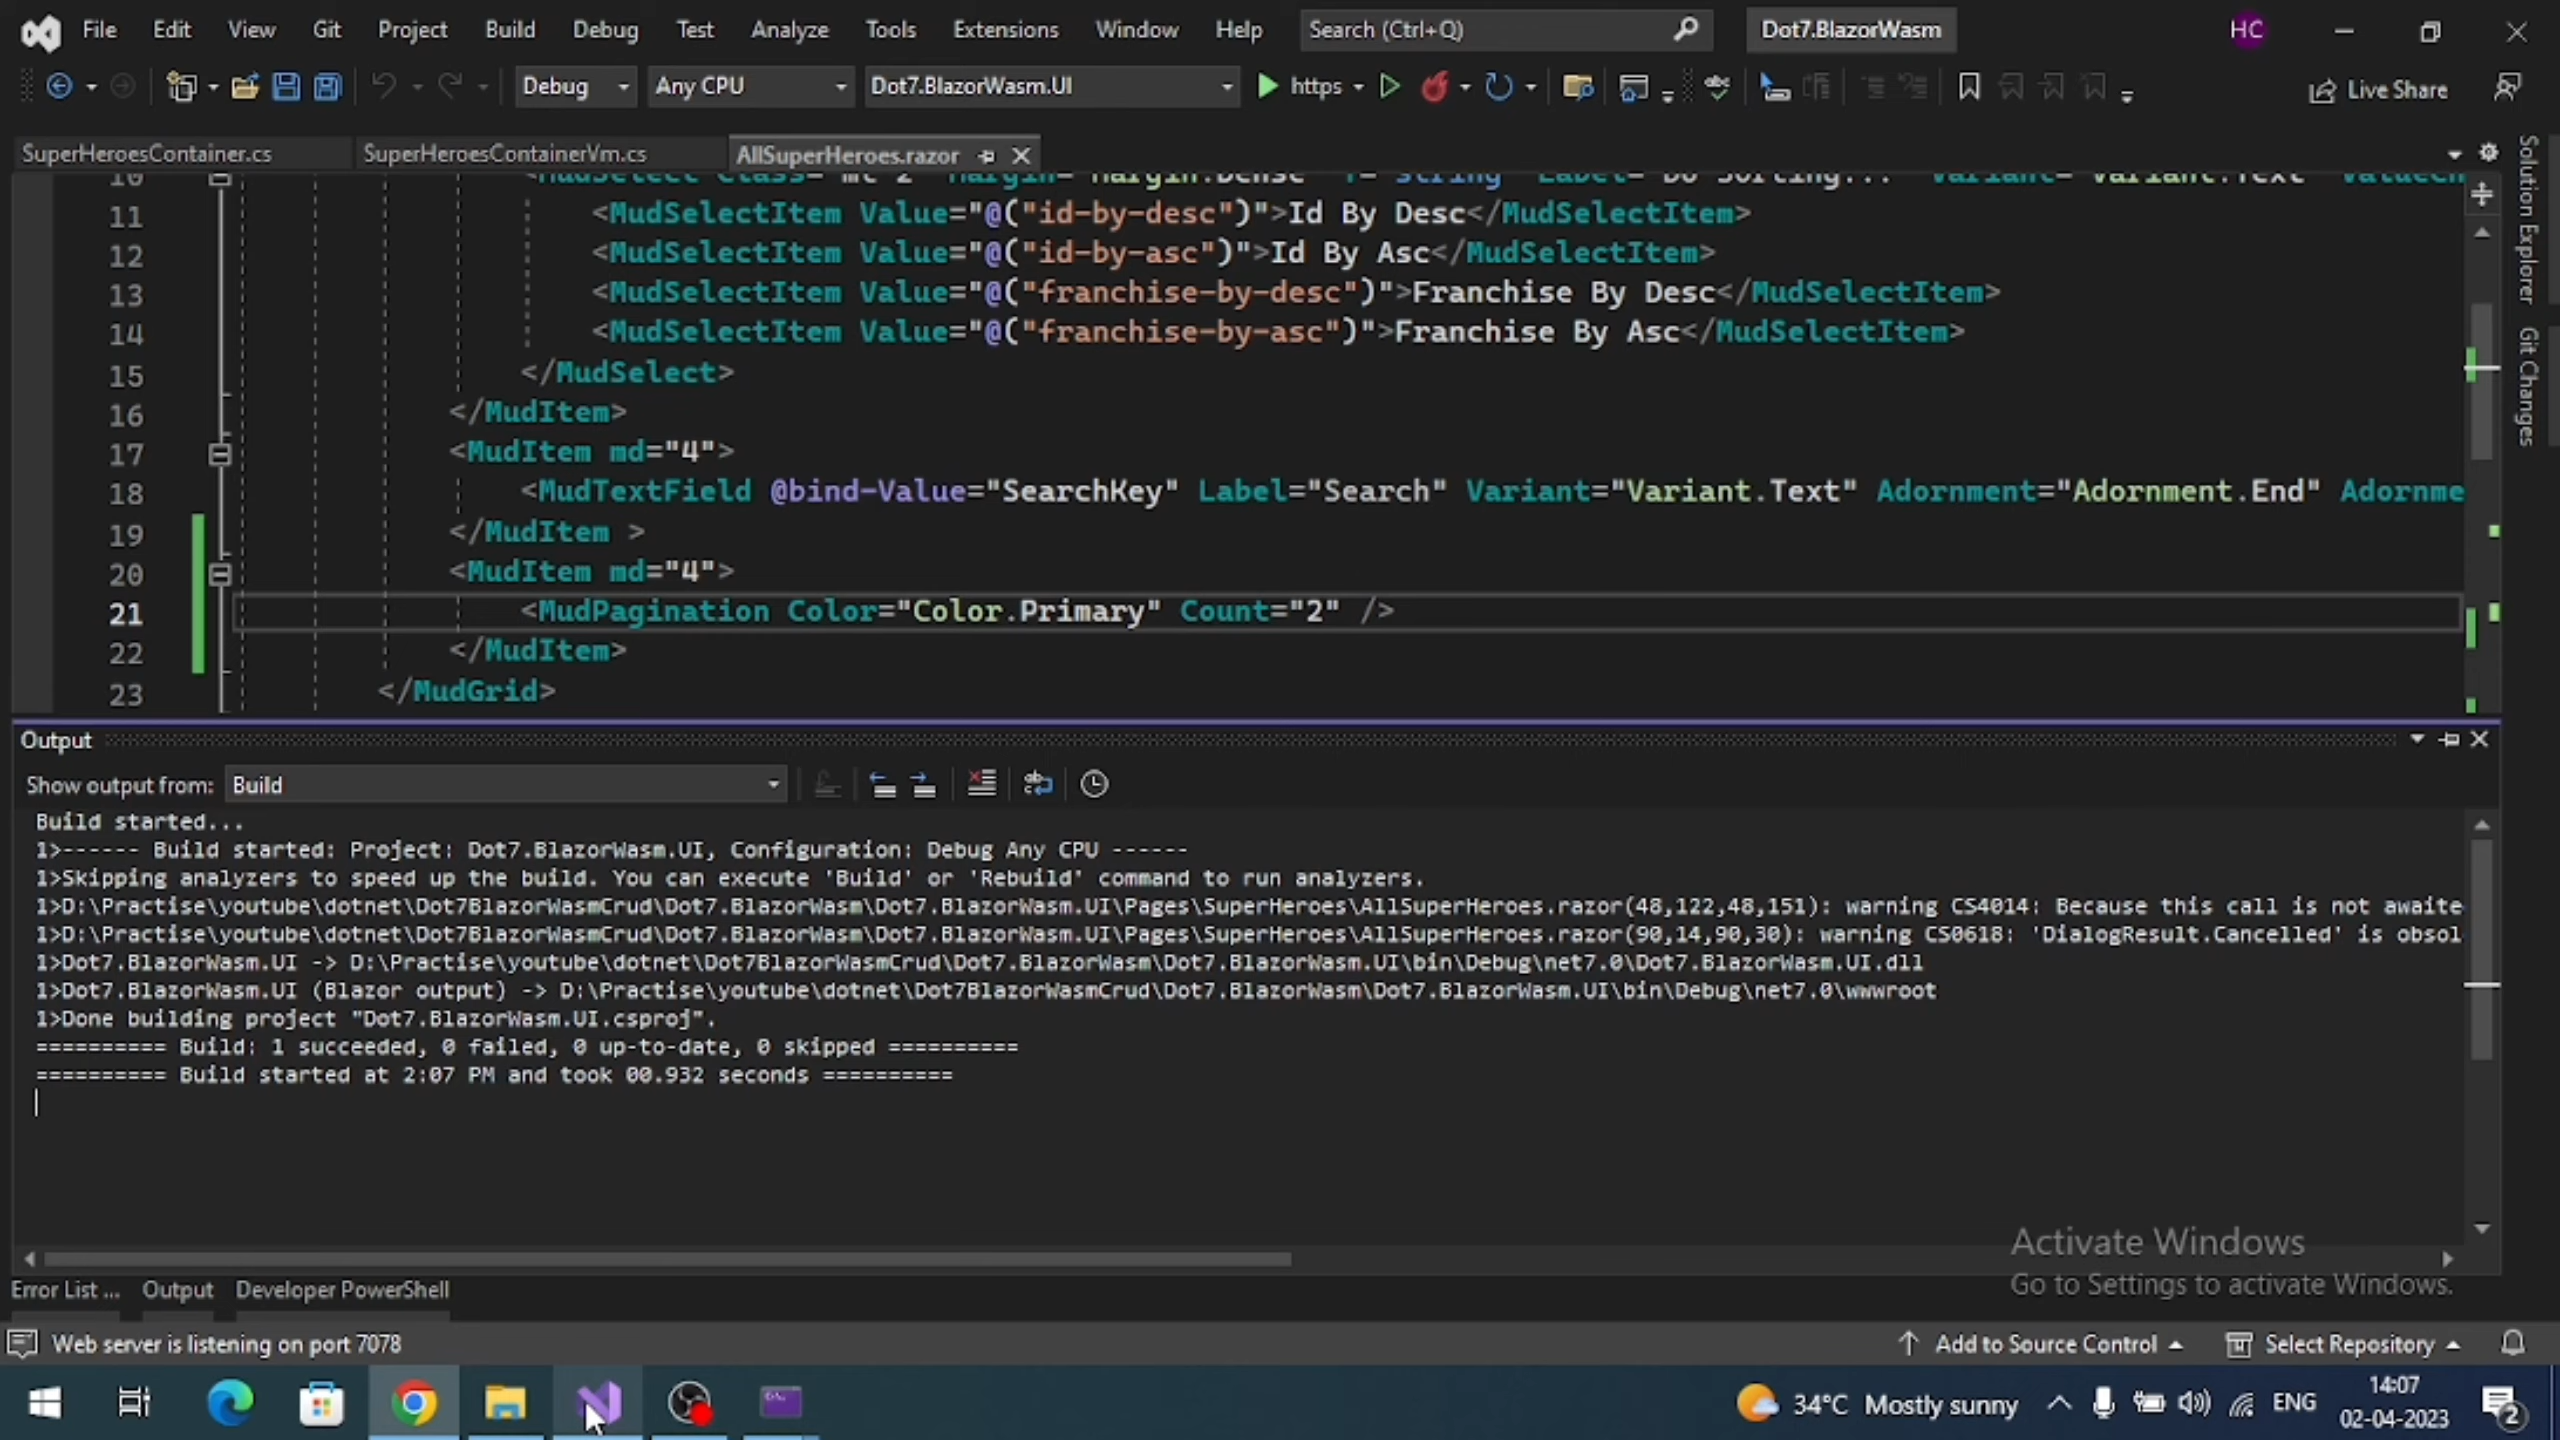 File Edit View Git Project Build Debug Test Analyze Tools Extensions Window Help Search (Ctrl+Q) Dot7.BlazorWasm HC
Debug Any CPU Dot7.BlazorWasm.UI https Live Share
SuperHeroesContainer.cs SuperHeroesContainerVm.cs AllSuperHeroes.razor
Solution Explorer
Git Changes
11 <MudSelectItem Value="@("id-by-desc")">Id By Desc</MudSelectItem>
12 <MudSelectItem Value="@("id-by-asc")">Id By Asc</MudSelectItem>
13 <MudSelectItem Value="@("franchise-by-desc")">Franchise By Desc</MudSelectItem>
14 <MudSelectItem Value="@("franchise-by-asc")">Franchise By Asc</MudSelectItem>
15 </MudSelect>
16 </MudItem>
17 <MudItem md="4">
18 <MudTextField @bind-Value="SearchKey" Label="Search" Variant="Variant.Text" Adornment="Adornment.End" Adornme
19 </MudItem >
20 <MudItem md="4">
21 <MudPagination Color="Color.Primary" Count="2" />
22 </MudItem>
23 </MudGrid>
Output
Show output from: Build
Build started...
1>------ Build started: Project: Dot7.BlazorWasm.UI, Configuration: Debug Any CPU ------
1>Skipping analyzers to speed up the build. You can execute 'Build' or 'Rebuild' command to run analyzers.
1>D:\Practise\youtube\dotnet\Dot7BlazorWasmCrud\Dot7.BlazorWasm\Dot7.BlazorWasm.UI\Pages\SuperHeroes\AllSuperHeroes.razor(48,122,48,151): warning CS4014: Because this call is not awaite
1>D:\Practise\youtube\dotnet\Dot7BlazorWasmCrud\Dot7.BlazorWasm\Dot7.BlazorWasm.UI\Pages\SuperHeroes\AllSuperHeroes.razor(90,14,90,30): warning CS0618: 'DialogResult.Cancelled' is obsol
1>Dot7.BlazorWasm.UI -> D:\Practise\youtube\dotnet\Dot7BlazorWasmCrud\Dot7.BlazorWasm\Dot7.BlazorWasm.UI\bin\Debug\net7.0\Dot7.BlazorWasm.UI.dll
1>Dot7.BlazorWasm.UI (Blazor output) -> D:\Practise\youtube\dotnet\Dot7BlazorWasmCrud\Dot7.BlazorWasm\Dot7.BlazorWasm.UI\bin\Debug\net7.0\wwwroot
1>Done building project "Dot7.BlazorWasm.UI.csproj".
========== Build: 1 succeeded, 0 failed, 0 up-to-date, 0 skipped ==========
========== Build started at 2:07 PM and took 00.932 seconds ==========
Activate Windows
Go to Settings to activate Windows.
Error List ... Output Developer PowerShell
Web server is listening on port 7078 Add to Source Control Select Repository
34°C Mostly sunny ENG 14:07
02-04-2023 2